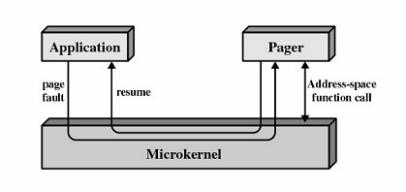 Application
Pager
page
fault
resume
Address-space
function call
Microkernel